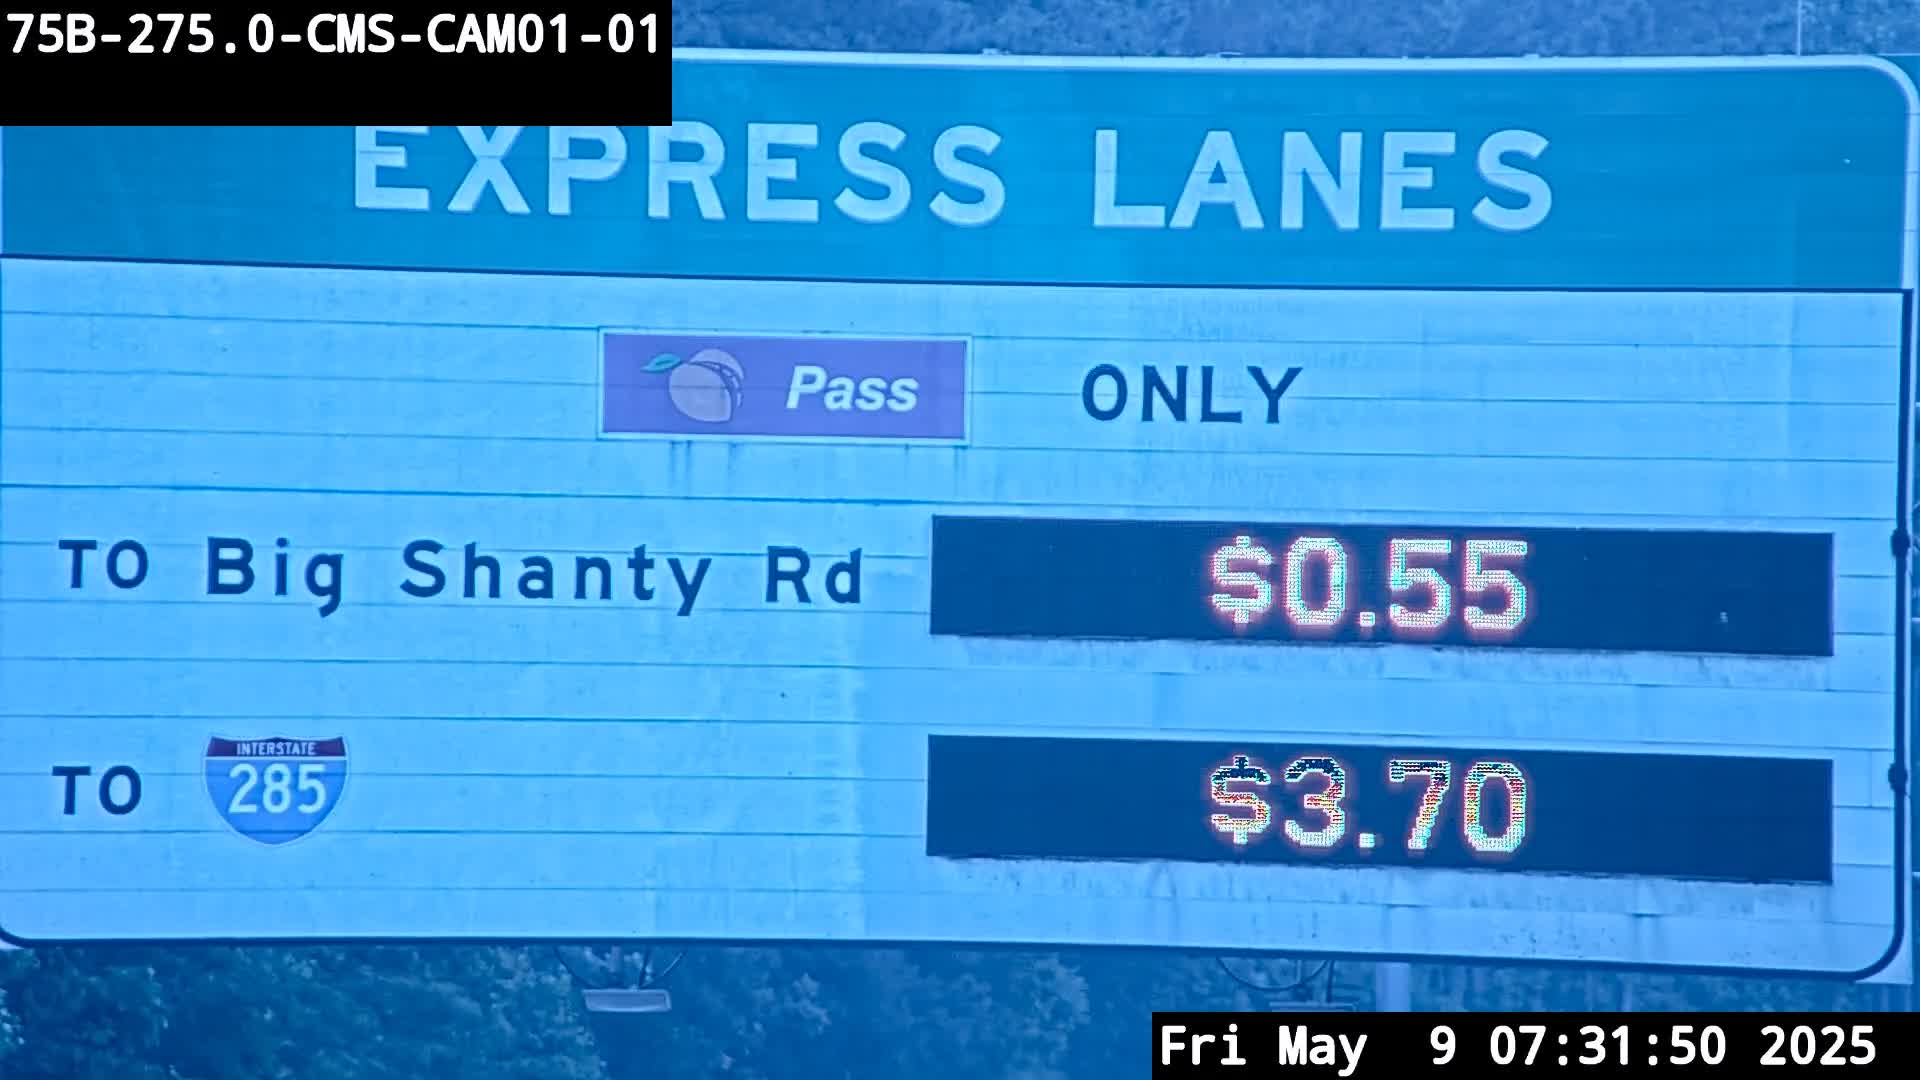 75B-275.0-CMS-CAM01-01
EXPRESS LANES
Pass ONLY
TO Big Shanty Rd $0.55
INTERSTATE
TO 285 $3.70
Fri May 9 07:31:50 2025